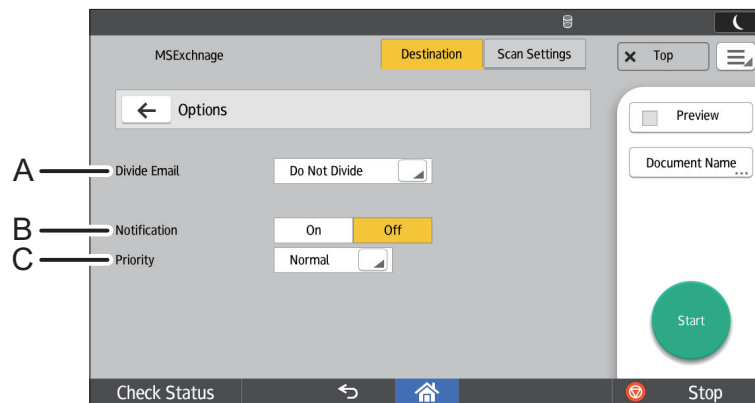 MSExchnage
Destination
Scan Settings
Top
Options
Preview
A
Divide Email
Do Not Divide
Document Name
...
B
Notification
On
Off
C
Priority
Normal
Start
Check Status
Stop